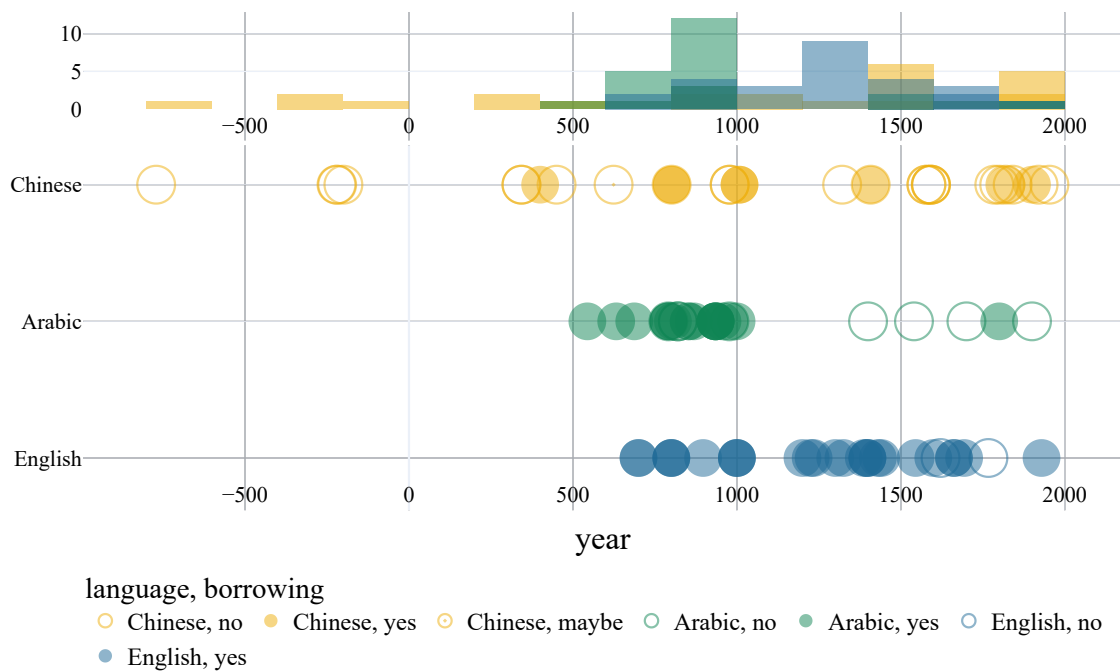 10
5
0
−500 0 500 1000 1500 2000
Chinese
Arabic
English
−500 0 500 1000 1500 2000
year
language, borrowing
Chinese, no Chinese, yes Chinese, maybe Arabic, no Arabic, yes English, no
English, yes